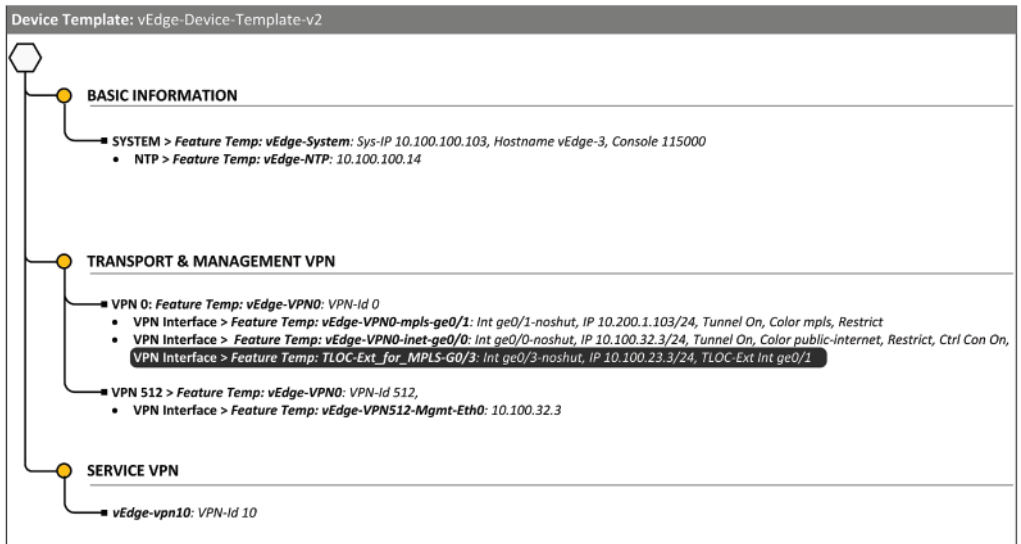 Device Template: vEdge-Device-Template-v2
BASIC INFORMATION
SYSTEM > Feature Temp: vEdge-System: Sys-IP 10.100.100.103, Hostname vEdge-3, Console 115000
• NTP > Feature Temp: vEdge-NTP: 10.100.100.14
TRANSPORT & MANAGEMENT VPN
VPN 0: Feature Temp: vEdge-VPN0: VPN-Id 0
• VPN Interface > Feature Temp: vEdge-VPN0-mpls-ge0/1: Int ge0/1-noshut, IP 10.200.1.103/24, Tunnel On, Color mpls, Restrict
• VPN Interface > Feature Temp: vEdge-VPN0-inet-ge0/0: Int ge0/0-noshut, IP 10.100.32.3/24, Tunnel On, Color public-internet, Restrict, Ctrl Con On,
VPN Interface > Feature Temp: TLOC-Ext_for_MPLS-G0/3: Int ge0/3-noshut, IP 10.100.23.3/24, TLOC-Ext Int ge0/1
VPN 512 > Feature Temp: vEdge-VPN0: VPN-Id 512,
• VPN Interface > Feature Temp: vEdge-VPN512-Mgmt-Eth0: 10.100.32.3
SERVICE VPN
vEdge-vpn10: VPN-Id 10